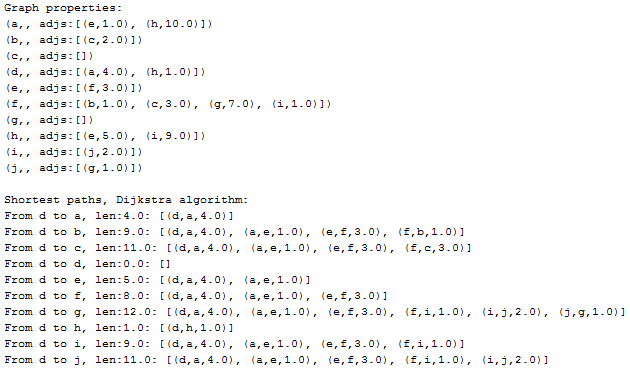 Graph properties:
(a,, adjs:[(e,1.0), (h,10.0)])
(b,, adjs:[(c,2.0)])
(c,, adjs:[])
(d,, adjs:[(a,4.0), (h,1.0)])
(e,, adjs:[(f,3.0)])
(f,, adjs:[(b,1.0), (c,3.0), (g,7.0), (i,1.0)])
(g,, adjs:[])
(h,, adjs:[(e,5.0), (i,9.0)])
(i,, adjs:[(j,2.0)])
(j,, adjs:[(g,1.0)])
Shortest paths, Dijkstra algorithm:
From d to a, len:4.0: [(d,a,4.0)]
From d to b, len:9.0: [(d,a,4.0), (a,e,1.0), (e,f,3.0), (f,b,1.0)]
From d to c, len:11.0: [(d,a,4.0), (a,e,1.0), (e,f,3.0), (f,c,3.0)]
From d to d, len:0.0: []
From d to e, len:5.0: [(d,a,4.0), (a,e,1.0)]
From d to f, len:8.0: [(d,a,4.0), (a,e,1.0), (e,f,3.0)]
From d to g, len:12.0: [(d,a,4.0), (a,e,1.0), (e,f,3.0), (f,i,1.0), (i,j,2.0), (j,g,1.0)]
From d to h, len:1.0: [(d,h,1.0)]
From d to i, len:9.0: [(d,a,4.0), (a,e,1.0), (e,f,3.0), (f,i,1.0)]
From d to j, len:11.0: [(d,a,4.0), (a,e,1.0), (e,f,3.0), (f,i,1.0), (i,j,2.0)]